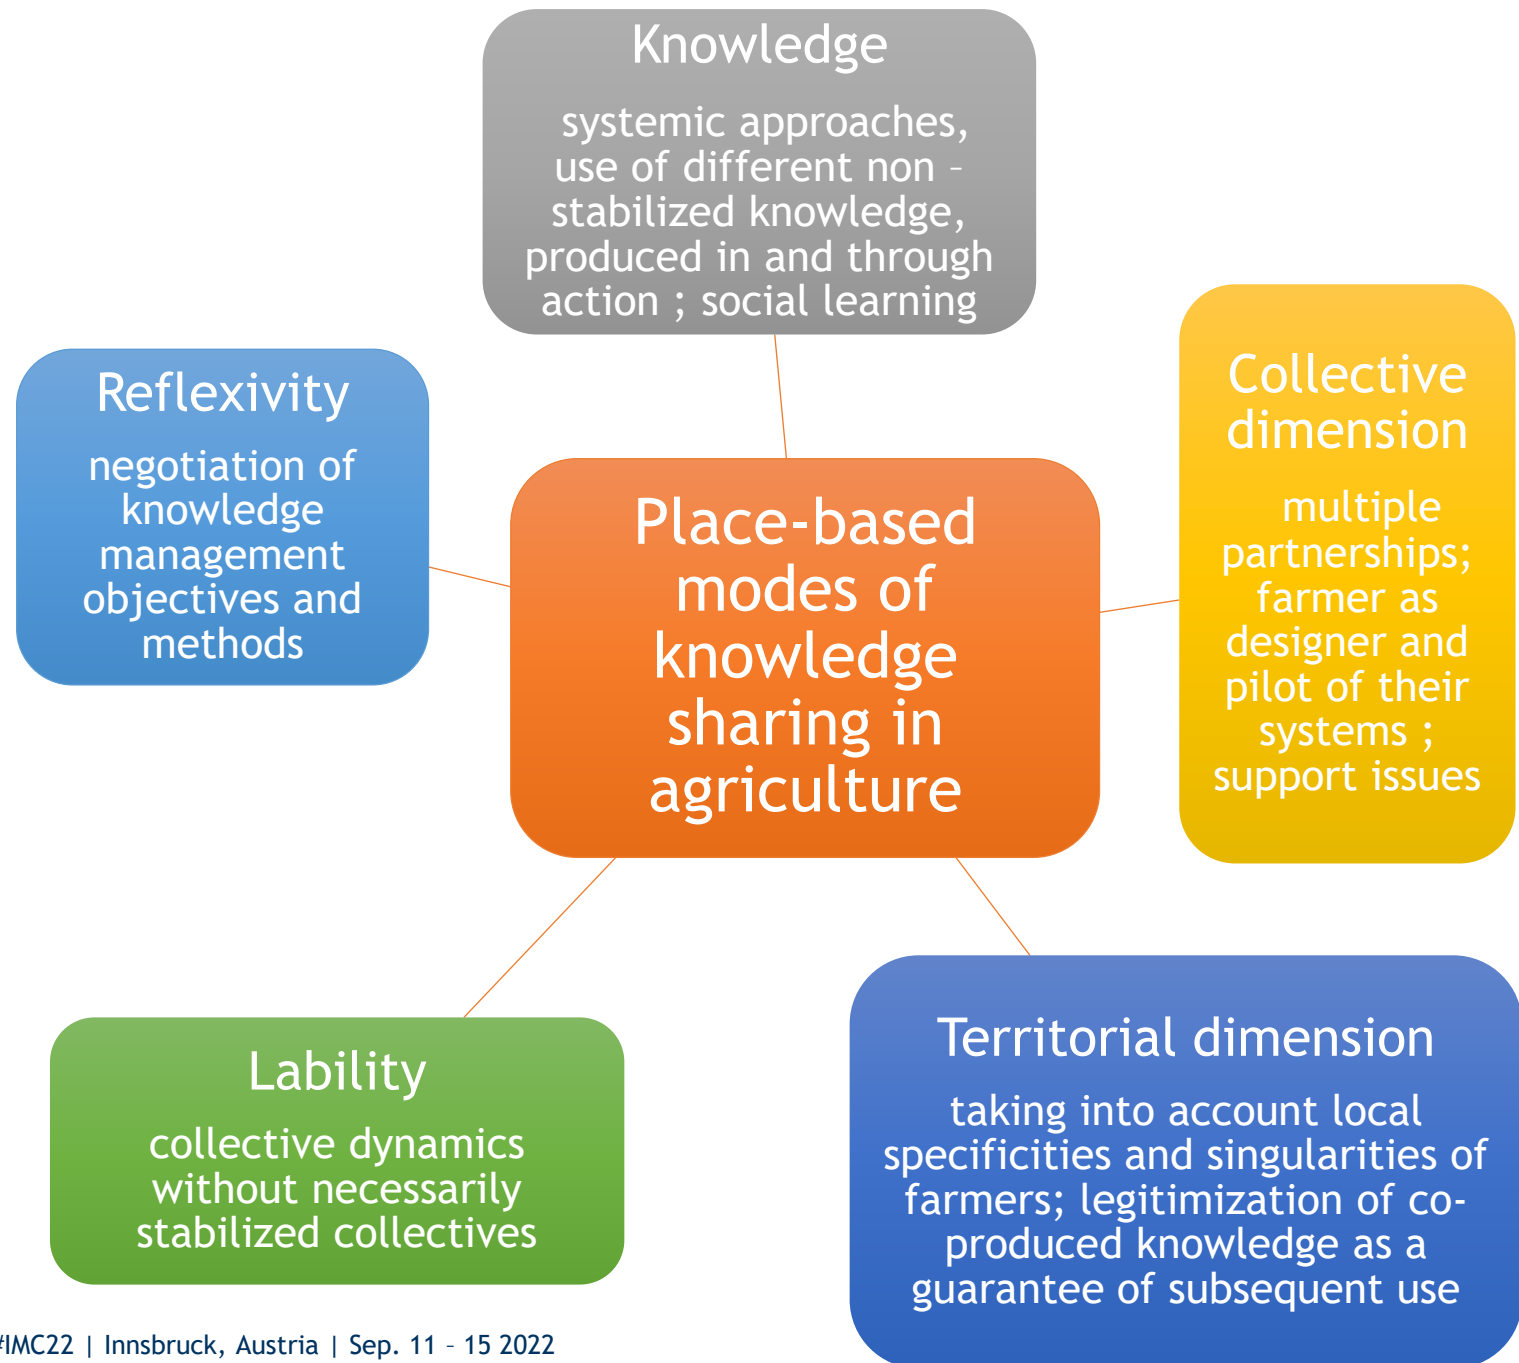 Knowledge
systemic approaches,
use of different non –
stabilized knowledge,
produced in and through
action ; social learning
Reflexivity
negotiation of
knowledge
management
objectives and
methods
Place-based
modes of
knowledge
sharing in
agriculture
Collective
dimension
multiple
partnerships;
farmer as
designer and
pilot of their
systems ;
support issues
Lability
collective dynamics
without necessarily
stabilized collectives
Territorial dimension
taking into account local
specificities and singularities of
farmers; legitimization of co-
produced knowledge as a
guarantee of subsequent use
#IMC22 | Innsbruck, Austria | Sep. 11 – 15 2022